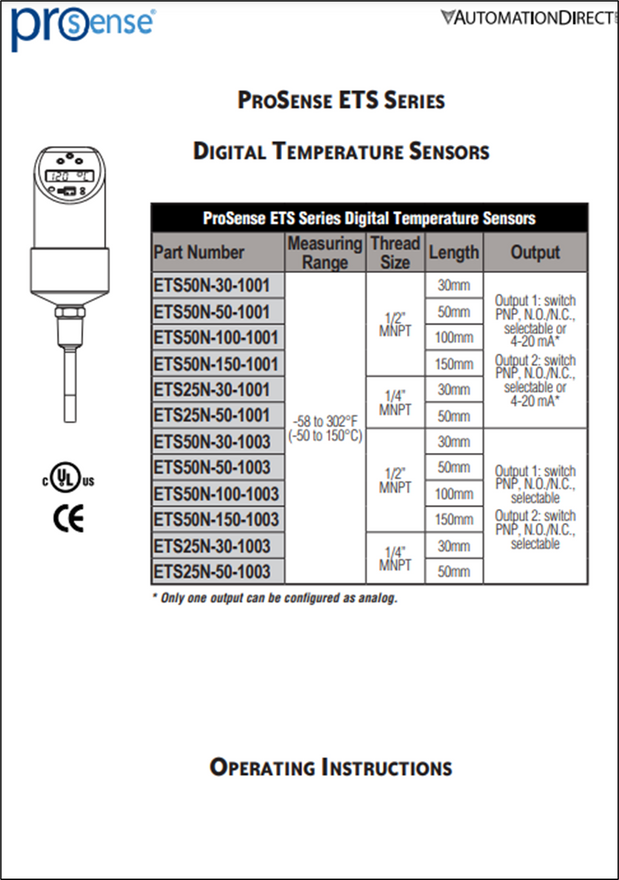 prosense®
AUTOMATIONDIRECT
PROSENSE ETS SERIES
DIGITAL TEMPERATURE SENSORS
120 °C
ProSense ETS Series Digital Temperature Sensors
Part Number Measuring Range Thread Size Length Output
ETS50N-30-1001 -58 to 302°F (-50 to 150°C) 1/2" MNPT 30mm Output 1: switch PNP, N.O./N.C., selectable or 4-20 mA* Output 2: switch PNP, N.O./N.C., selectable or 4-20 mA*
ETS50N-50-1001 50mm
ETS50N-100-1001 100mm
ETS50N-150-1001 150mm
ETS25N-30-1001 1/4" MNPT 30mm
ETS25N-50-1001 50mm
ETS50N-30-1003 1/2" MNPT 30mm Output 1: switch PNP, N.O./N.C., selectable Output 2: switch PNP, N.O./N.C., selectable
ETS50N-50-1003 50mm
ETS50N-100-1003 100mm
ETS50N-150-1003 150mm
ETS25N-30-1003 1/4" MNPT 30mm
ETS25N-50-1003 50mm
C UL US
CE
* Only one output can be configured as analog.
OPERATING INSTRUCTIONS